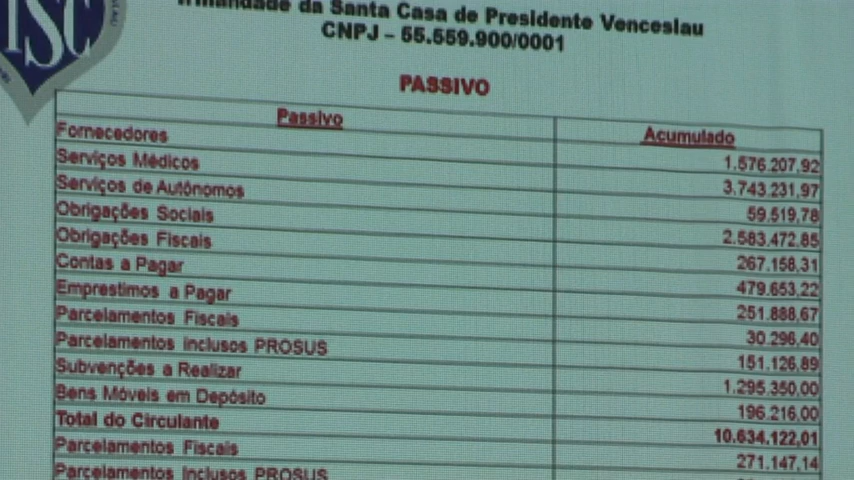 ISC
Irmandade da Santa Casa de Presidente Venceslau
CNPJ – 55.559.900/0001
PASSIVO
Passivo Acumulado
Fornecedores 1.576.207,92
Serviços Médicos 3.743.231,97
Serviços de Autônomos 59.519,78
Obrigações Sociais 2.583.472,85
Obrigações Fiscais 267.158,31
Contas a Pagar 479.653,22
Emprestimos a Pagar 251.888,67
Parcelamentos Fiscais 30.296,40
Parcelamentos inclusos PROSUS 151.126,89
Subvenções a Realizar 1.295.350,00
Bens Móveis em Depósito 196.216,00
Total do Circulante 10.634.122,01
Parcelamentos Fiscais 271.147,14
Parcelamentos Inclusos PROSUS